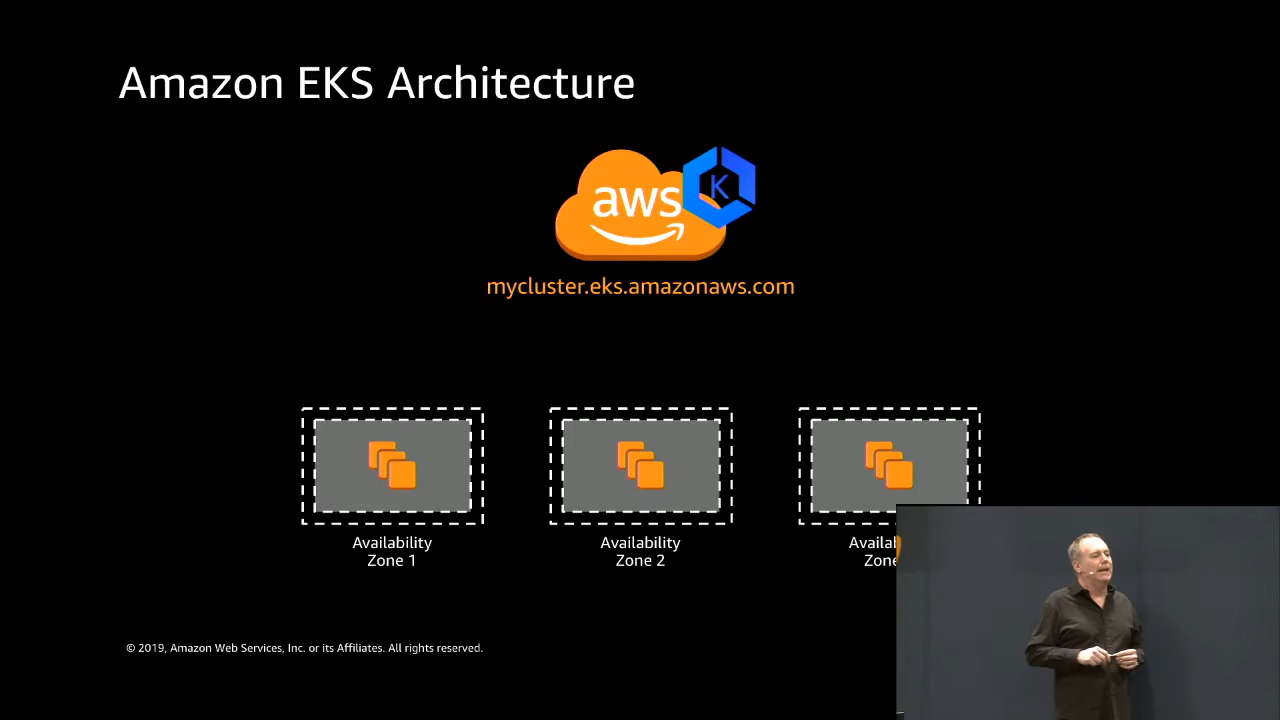 Amazon EKS Architecture
aws
K
mycluster.eks.amazonaws.com
Availability
Zone 1
Availability
Zone 2
Zone
© 2019, Amazon Web Services, Inc. or its Affiliates. All rights reserved.